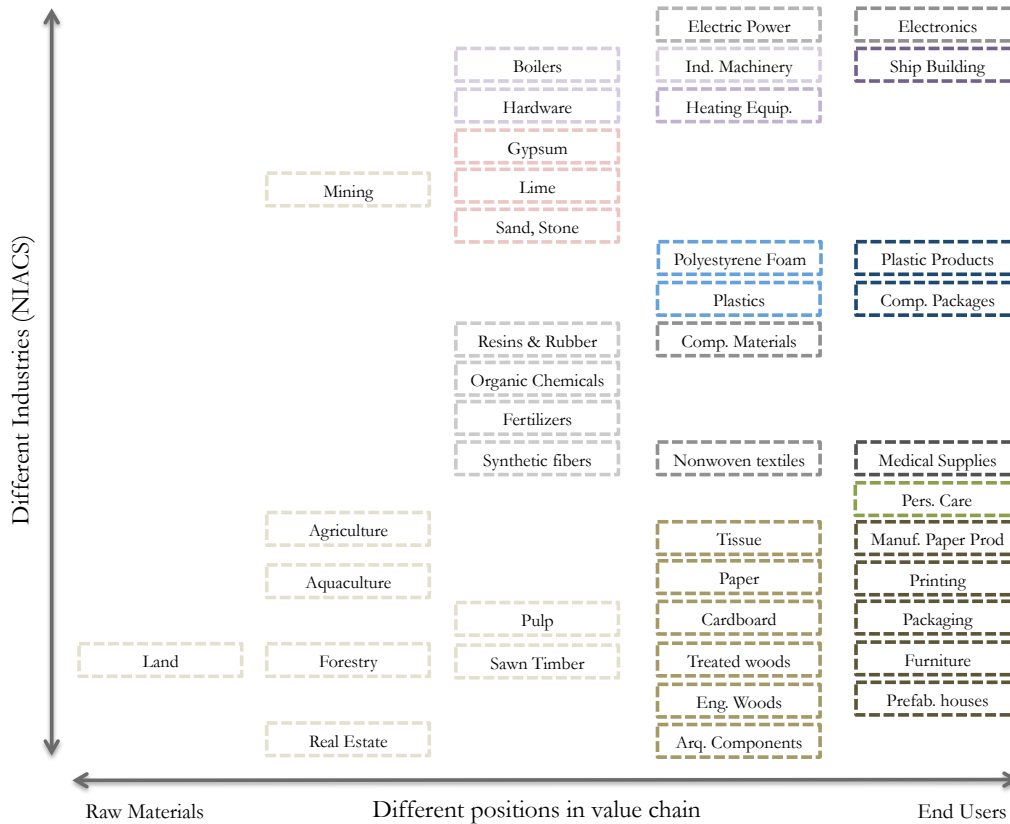 Electric Power
Electronics
Boilers
Ind. Machinery
Ship Building
Hardware
Heating Equip.
Gypsum
Mining
Lime
Sand, Stone
Polyestyrene Foam
Plastic Products
Plastics
Comp. Packages
Resins & Rubber
Comp. Materials
Organic Chemicals
Fertilizers
Synthetic fibers
Nonwoven textiles
Medical Supplies
Pers. Care
Agriculture
Tissue
Manuf. Paper Prod
Aquaculture
Paper
Printing
Pulp
Cardboard
Packaging
Land
Forestry
Sawn Timber
Treated woods
Furniture
Eng. Woods
Prefab. houses
Real Estate
Arq. Components
Different Industries (NIACS)
Raw Materials
Different positions in value chain
End Users